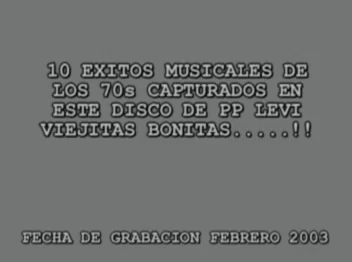 10 EXITOS MUSICALES DE
LOS 70s CAPTURADOS EN
ESTE DISCO DE PP LEVI
VIEJITAS BONITAS.....!!
FECHA DE GRABACION FEBRERO 2003